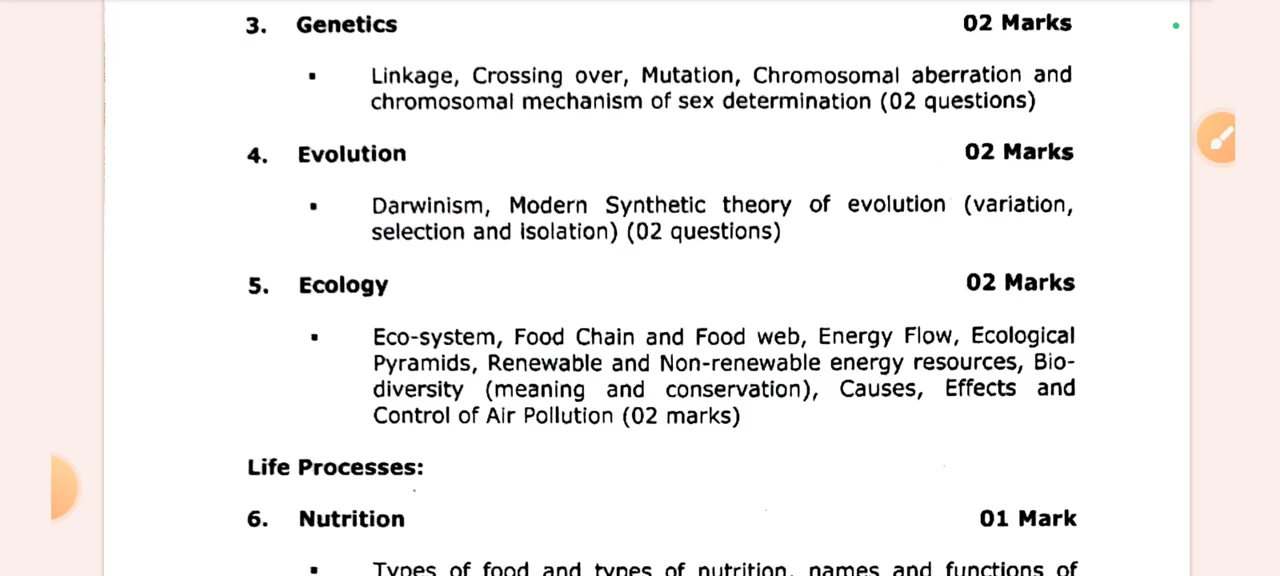 3. Genetics 02 Marks
▪ Linkage, Crossing over, Mutation, Chromosomal aberration and
chromosomal mechanism of sex determination (02 questions)
4. Evolution 02 Marks
▪ Darwinism, Modern Synthetic theory of evolution (variation,
selection and isolation) (02 questions)
5. Ecology 02 Marks
▪ Eco-system, Food Chain and Food web, Energy Flow, Ecological
Pyramids, Renewable and Non-renewable energy resources, Bio-
diversity (meaning and conservation), Causes, Effects and
Control of Air Pollution (02 marks)
Life Processes:
6. Nutrition 01 Mark
▪ Types of food and types of nutrition, names and functions of